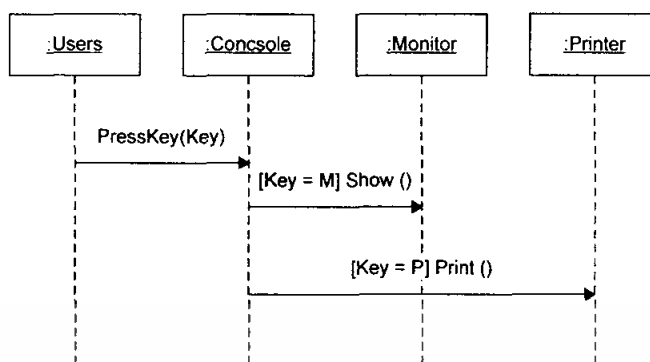 :Users
:Concsole
:Monitor
:Printer
PressKey(Key)
[Key = M] Show ()
[Key = P] Print ()